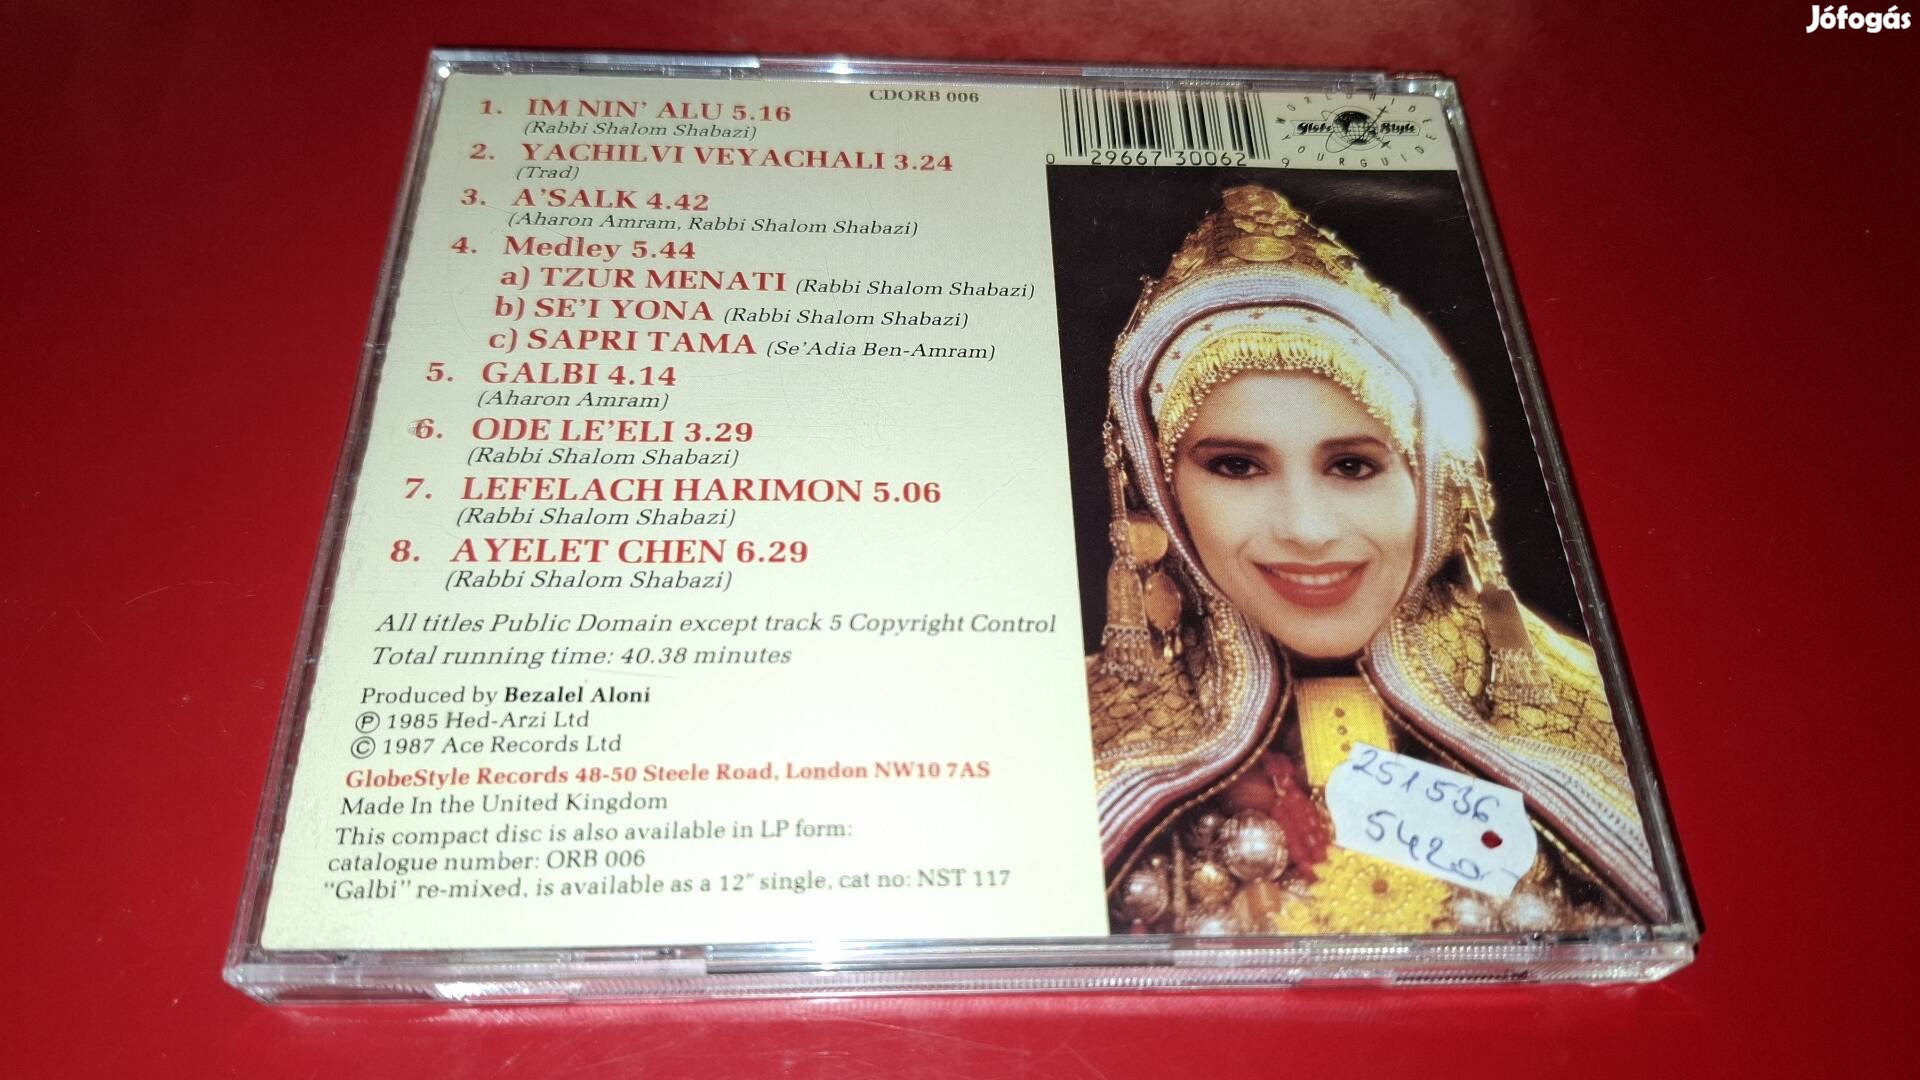 Jófogás
CDORB 006
1. IM NIN' ALU 5.16
(Rabbi Shalom Shabazi)
2. YACHILVI VEYACHALI 3.24
(Trad)
3. A'SALK 4.42
(Aharon Amram, Rabbi Shalom Shabazi)
4. Medley 5.44
a) TZUR MENATI (Rabbi Shalom Shabazi)
b) SE'I YONA (Rabbi Shalom Shabazi)
c) SAPRI TAMA (Se'Adia Ben-Amram)
5. GALBI 4.14
(Aharon Amram)
6. ODE LE'ELI 3.29
(Rabbi Shalom Shabazi)
7. LEFELACH HARIMON 5.06
(Rabbi Shalom Shabazi)
8. AYELET CHEN 6.29
(Rabbi Shalom Shabazi)
All titles Public Domain except track 5 Copyright Control
Total running time: 40.38 minutes
Produced by Bezalel Aloni
Ⓟ 1985 Hed-Arzi Ltd
© 1987 Ace Records Ltd
GlobeStyle Records 48-50 Steele Road, London NW10 7AS
Made In the United Kingdom
This compact disc is also available in LP form:
catalogue number: ORB 006
"Galbi" re-mixed, is available as a 12" single, cat no: NST 117
0 29667 30062 9
WORLDWIDE
Globe Style
YOUR GUIDE
251536
5420,-